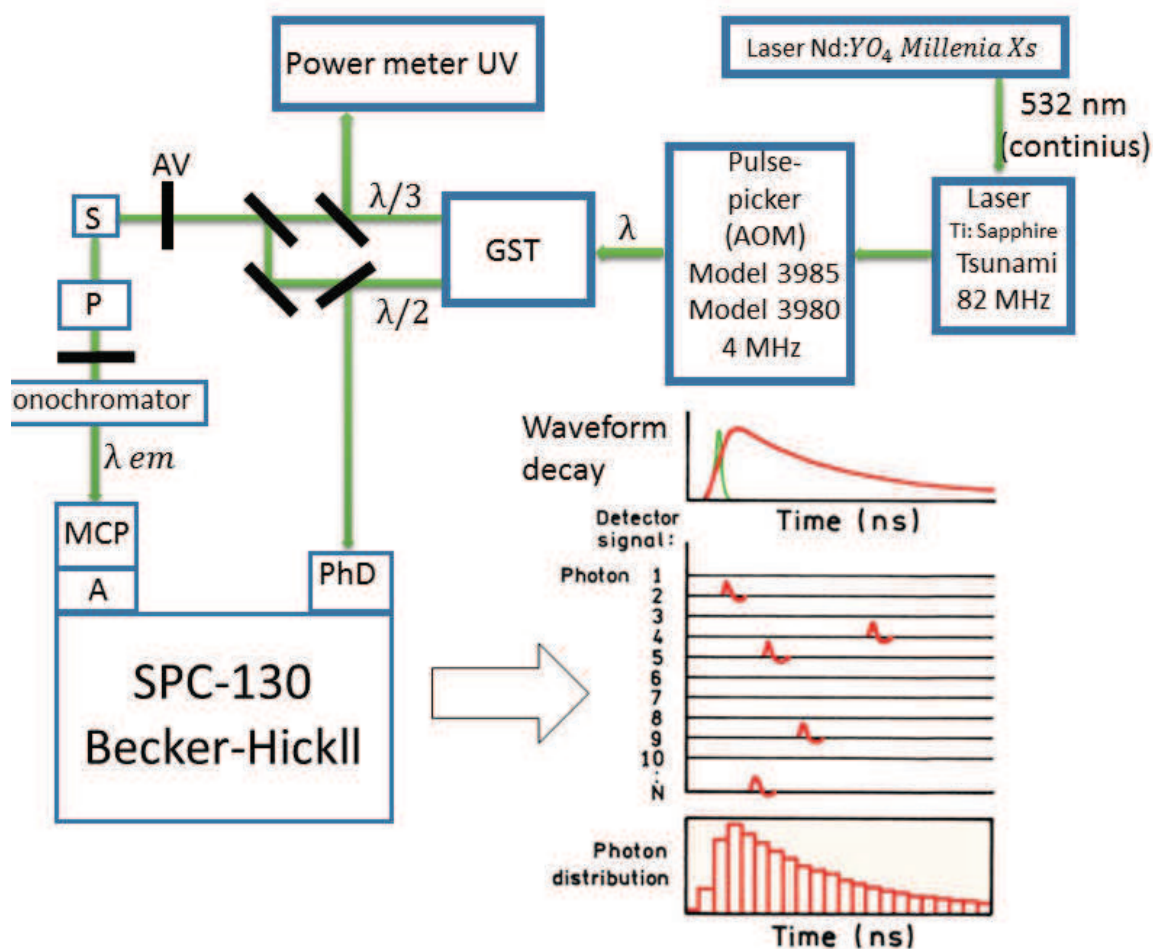 Power meter UV
Laser Nd:YO₄ Millenia Xs
532 nm
(continius)
AV
λ/3
S
P
λ/2
GST
λ
Pulse-
picker
(AOM)
Model 3985
Model 3980
4 MHz
Laser
Ti: Sapphire
Tsunami
82 MHz
onochromator
λ em
MCP
A
PhD
SPC-130
Becker-Hickll
Waveform
decay
Time (ns)
Detector
signal:
Photon 1
2
3
4
5
6
7
8
9
10
:
N
Photon
distribution
Time (ns)